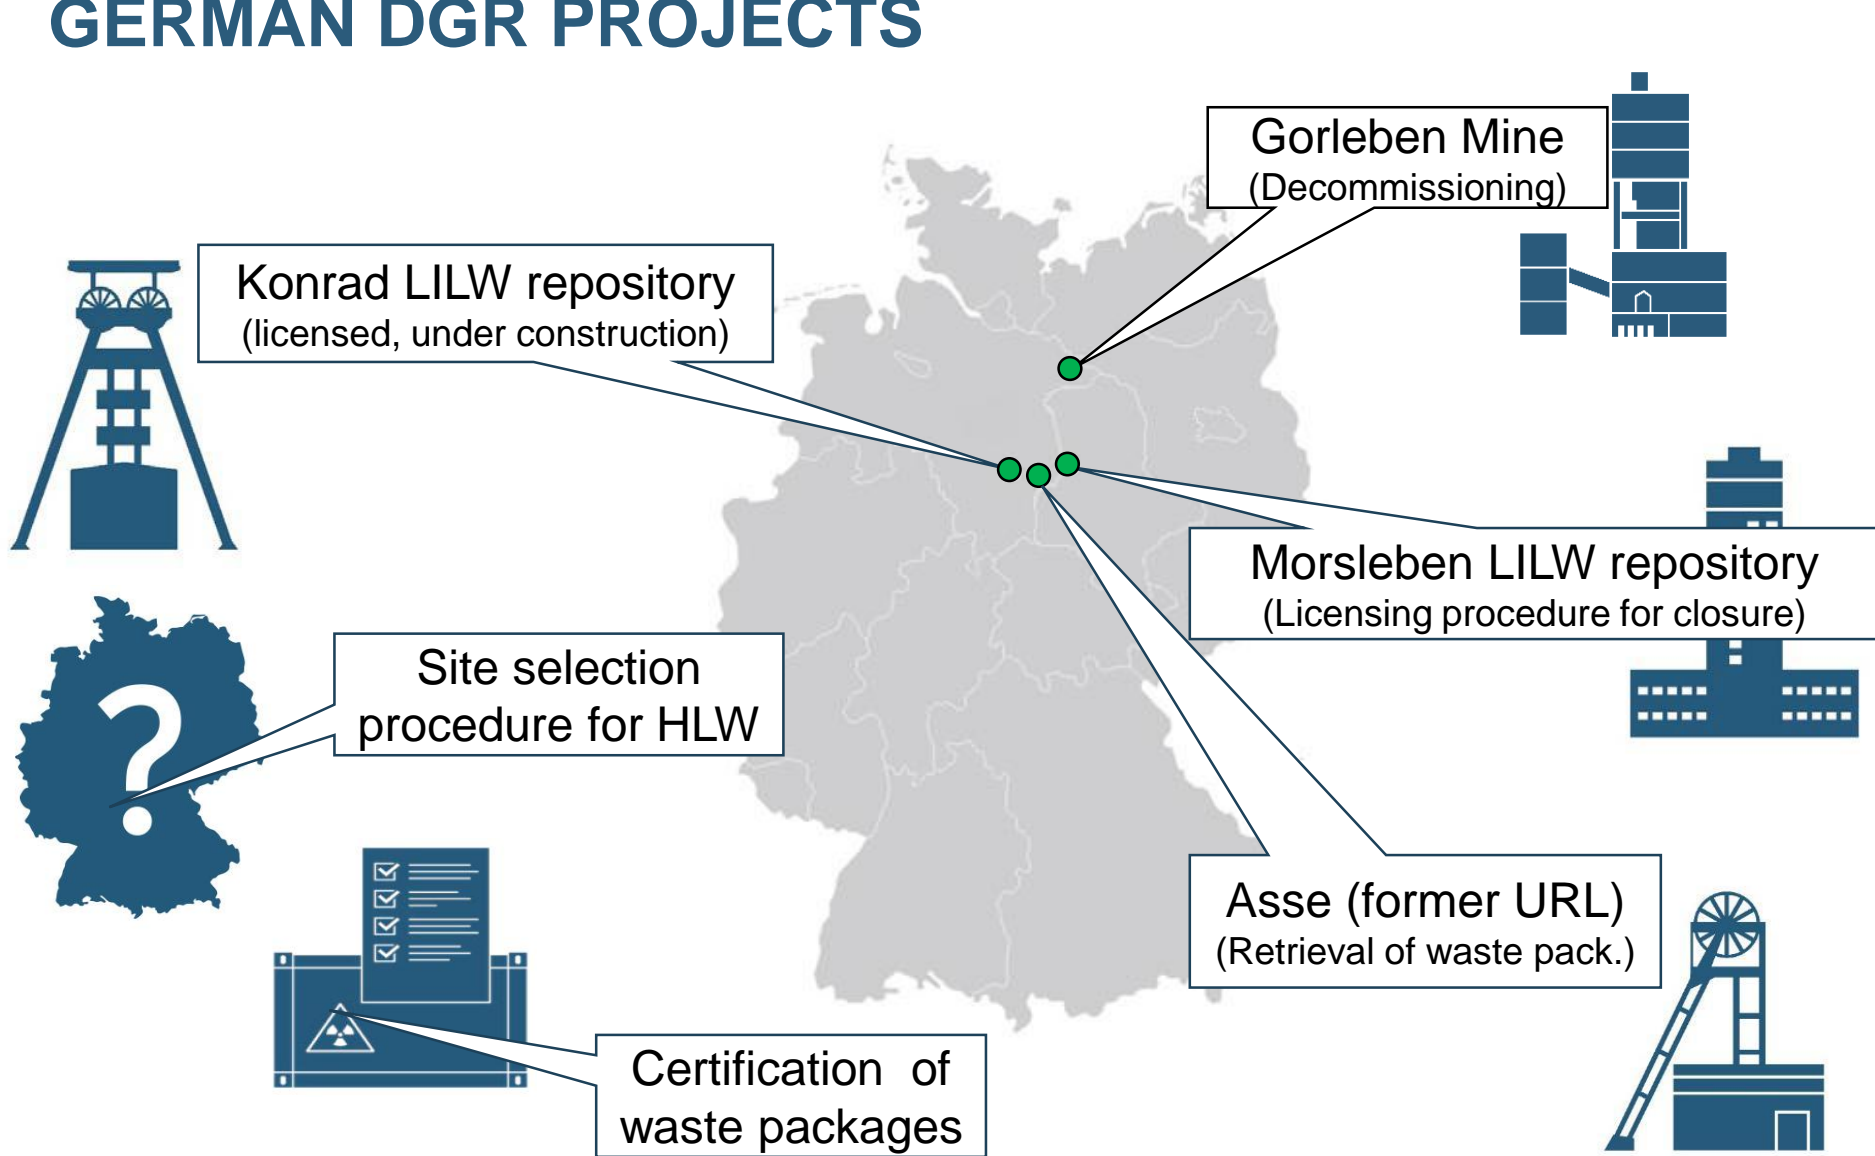 GERMAN DGR PROJECTS
Gorleben Mine
(Decommissioning)
Konrad LILW repository
(licensed, under construction)
Morsleben LILW repository
(Licensing procedure for closure)
Site selection
procedure for HLW
?
Asse (former URL)
(Retrieval of waste pack.)
Certification of
waste packages